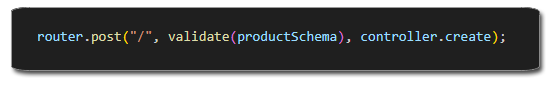 router.post("/", validate(productSchema), controller.create);